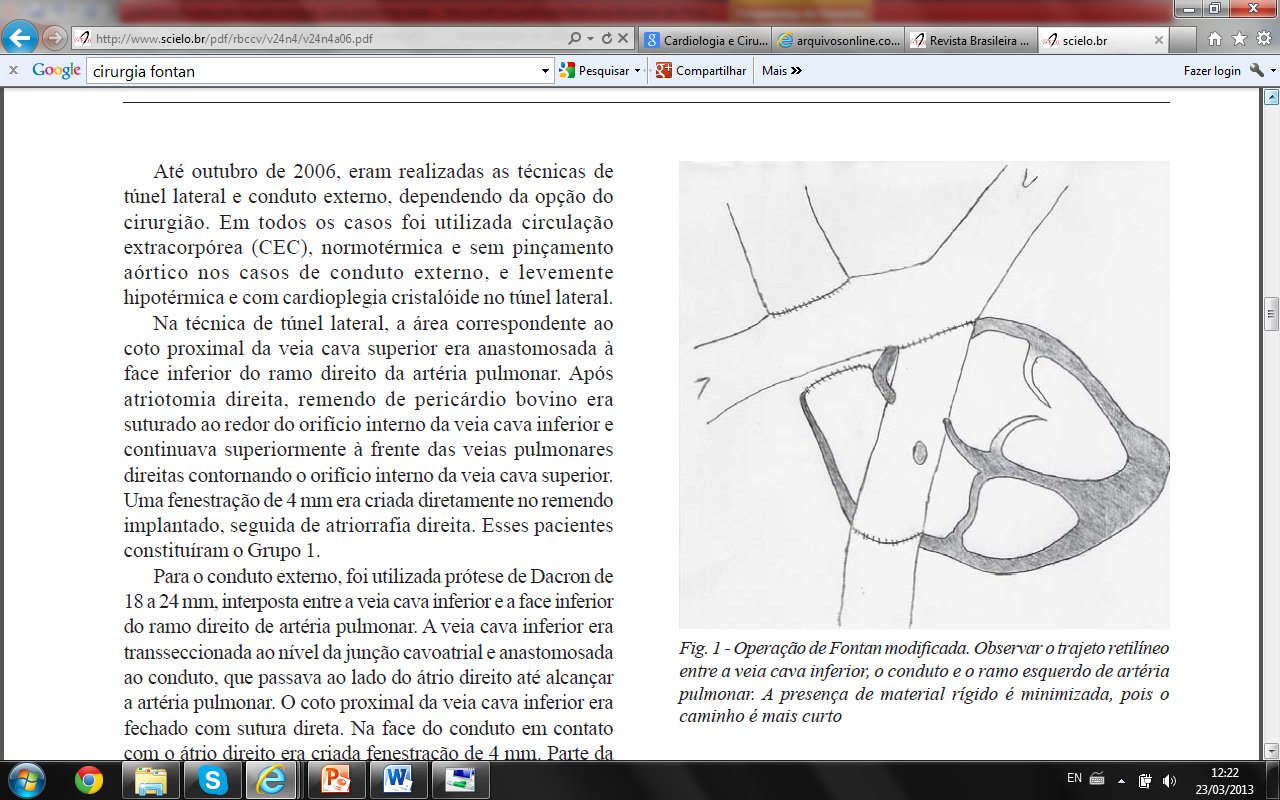 http://www.scielo.br/pdf/rbccv/v24n4/v24n4a06.pdf
Cardiologia e Ciru...
arquivosonline.co...
Revista Brasileira ...
scielo.br
Google
cirurgia fontan
Pesquisar
Compartilhar
Mais »
Fazer login
Até outubro de 2006, eram realizadas as técnicas de
túnel lateral e conduto externo, dependendo da opção do
cirurgião. Em todos os casos foi utilizada circulação
extracorpórea (CEC), normotérmica e sem pinçamento
aórtico nos casos de conduto externo, e levemente
hipotérmica e com cardioplegia cristalóide no túnel lateral.
Na técnica de túnel lateral, a área correspondente ao
coto proximal da veia cava superior era anastomosada à
face inferior do ramo direito da artéria pulmonar. Após
atriotomia direita, remendo de pericárdio bovino era
suturado ao redor do orifício interno da veia cava inferior e
continuava superiormente à frente das veias pulmonares
direitas contornando o orifício interno da veia cava superior.
Uma fenestração de 4 mm era criada diretamente no remendo
implantado, seguida de atriorrafia direita. Esses pacientes
constituíram o Grupo 1.
Para o conduto externo, foi utilizada prótese de Dacron de
18 a 24 mm, interposta entre a veia cava inferior e a face inferior
do ramo direito de artéria pulmonar. A veia cava inferior era
transseccionada ao nível da junção cavoatrial e anastomosada
ao conduto, que passava ao lado do átrio direito até alcançar
a artéria pulmonar. O coto proximal da veia cava inferior era
fechado com sutura direta. Na face do conduto em contato
com o átrio direito era criada fenestração de 4 mm. Parte da
Fig. 1 - Operação de Fontan modificada. Observar o trajeto retilíneo
entre a veia cava inferior, o conduto e o ramo esquerdo de artéria
pulmonar. A presença de material rígido é minimizada, pois o
caminho é mais curto
EN
12:22
23/03/2013